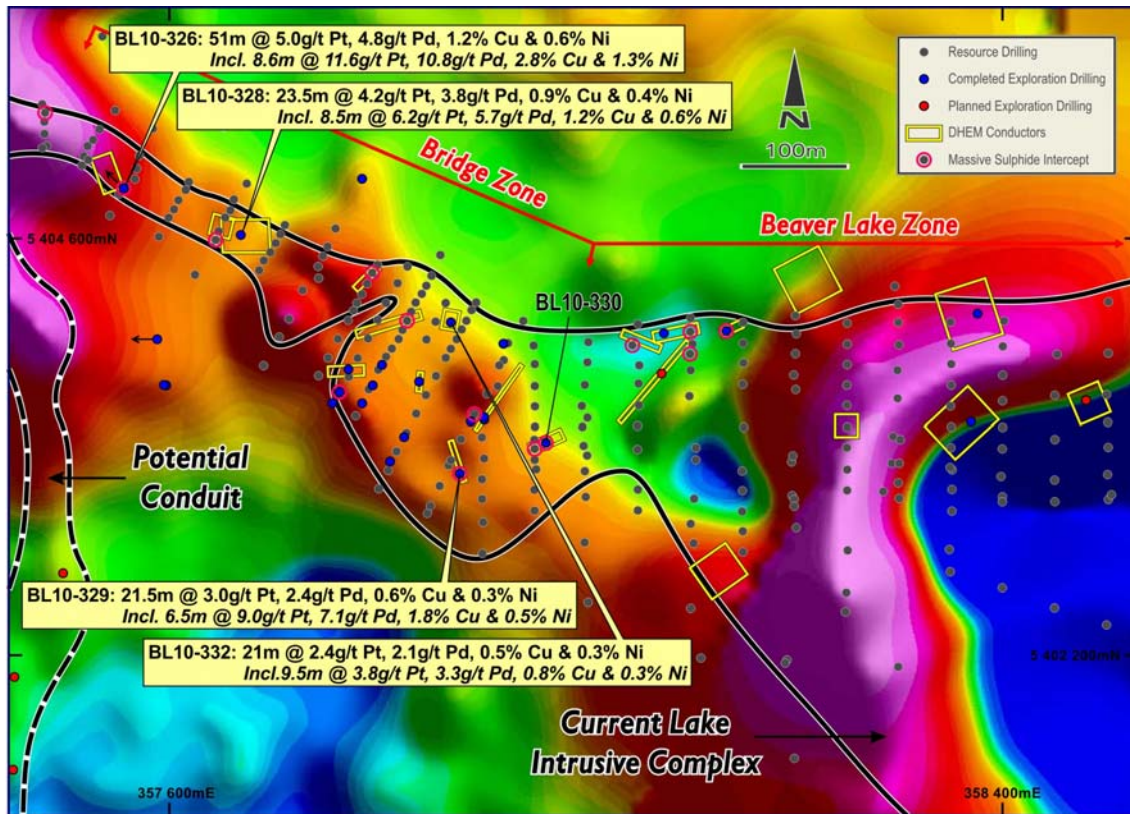 BL10-326: 51m @ 5.0g/t Pt, 4.8g/t Pd, 1.2% Cu & 0.6% Ni
Incl. 8.6m @ 11.6g/t Pt, 10.8g/t Pd, 2.8% Cu & 1.3% Ni
BL10-328: 23.5m @ 4.2g/t Pt, 3.8g/t Pd, 0.9% Cu & 0.4% Ni
Incl. 8.5m @ 6.2g/t Pt, 5.7g/t Pd, 1.2% Cu & 0.6% Ni
N
100m
Resource Drilling
Completed Exploration Drilling
Planned Exploration Drilling
DHEM Conductors
Massive Sulphide Intercept
Bridge Zone
Beaver Lake Zone
5 404 600mN
BL10-330
Potential
Conduit
BL10-329: 21.5m @ 3.0g/t Pt, 2.4g/t Pd, 0.6% Cu & 0.3% Ni
Incl. 6.5m @ 9.0g/t Pt, 7.1g/t Pd, 1.8% Cu & 0.5% Ni
BL10-332: 21m @ 2.4g/t Pt, 2.1g/t Pd, 0.5% Cu & 0.3% Ni
Incl.9.5m @ 3.8g/t Pt, 3.3g/t Pd, 0.8% Cu & 0.3% Ni
5 402 200mN
Current Lake
Intrusive Complex
357 600mE
358 400mE